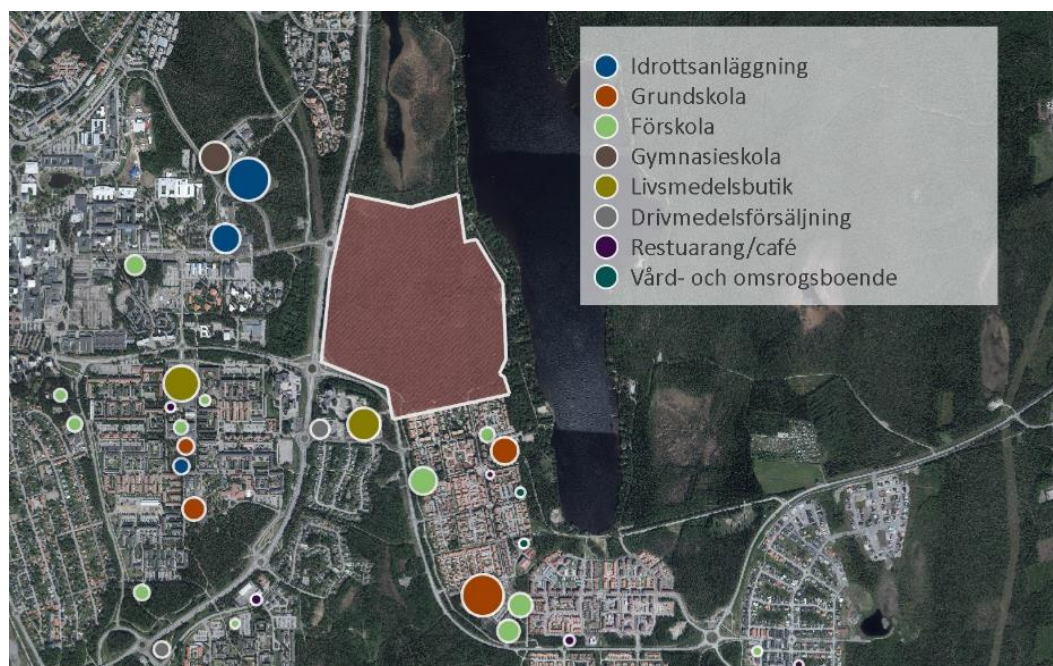 Idrottsanläggning
Grundskola
Förskola
Gymnasieskola
Livsmedelsbutik
Drivmedelsförsäljning
Restuarang/café
Vård- och omsrogsboende